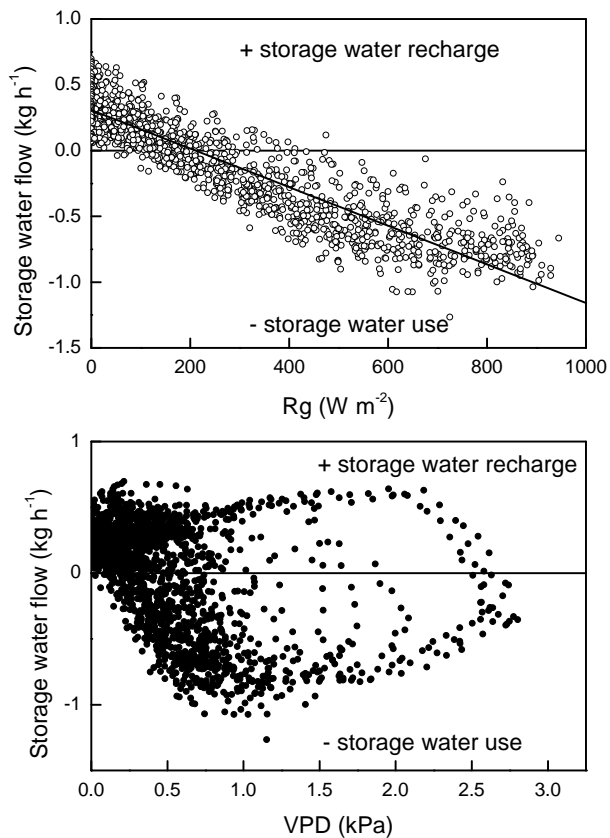 1.0
+ storage water recharge
0.5
0.0
-0.5
-1.0
- storage water use
-1.5
0 200 400 600 800 1000
Rg (W m-2)
Storage water flow (kg h-1)
1
+ storage water recharge
0
-1
- storage water use
0.0 0.5 1.0 1.5 2.0 2.5 3.0
VPD (kPa)
Storage water flow (kg h-1)